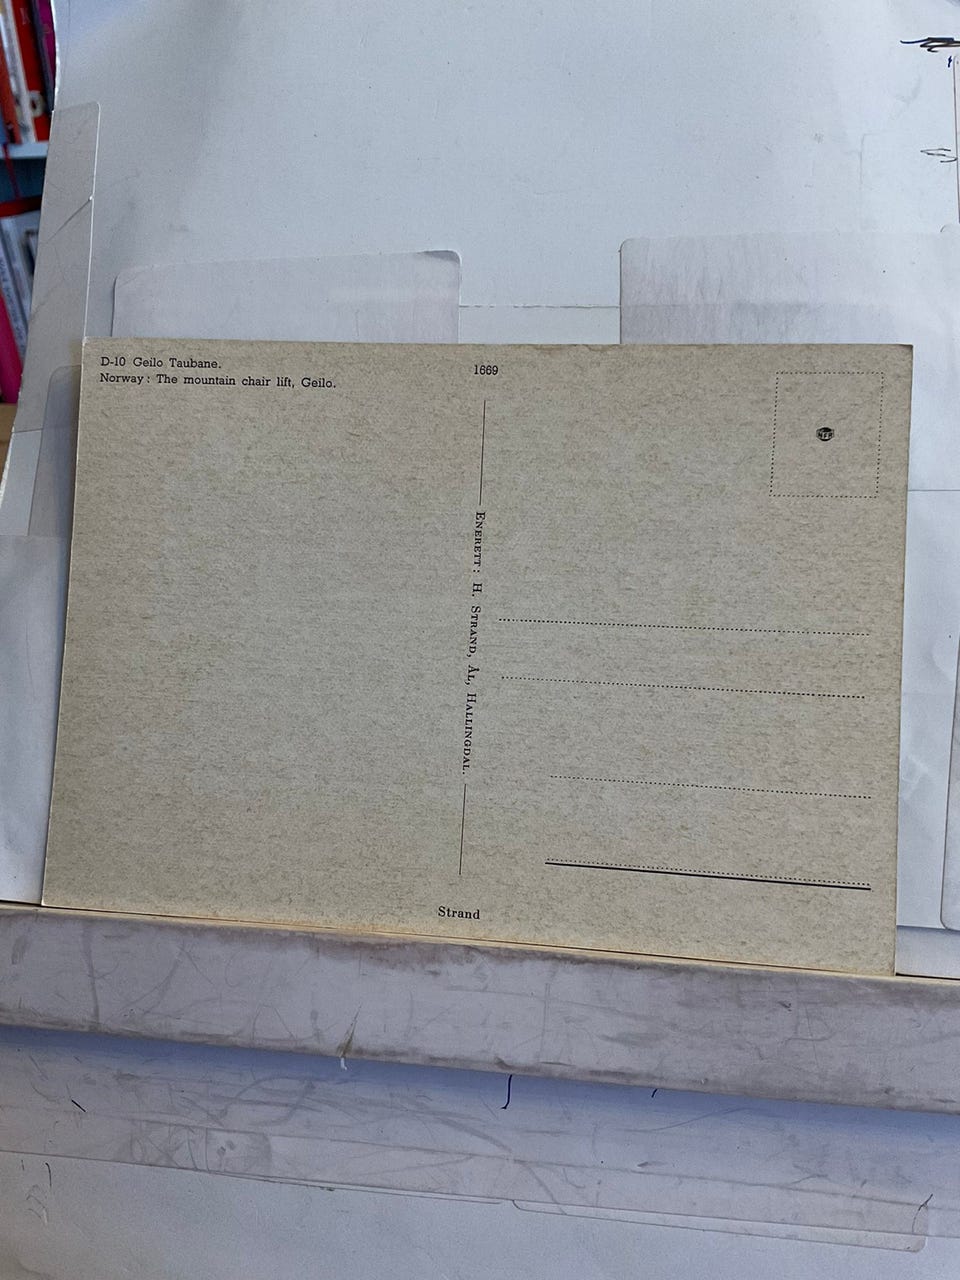 D-10 Geilo Taubane.
Norway : The mountain chair lift, Geilo.
1669
ENERETT: H. STRAND, ÅL, HALLINGDAL.
Strand